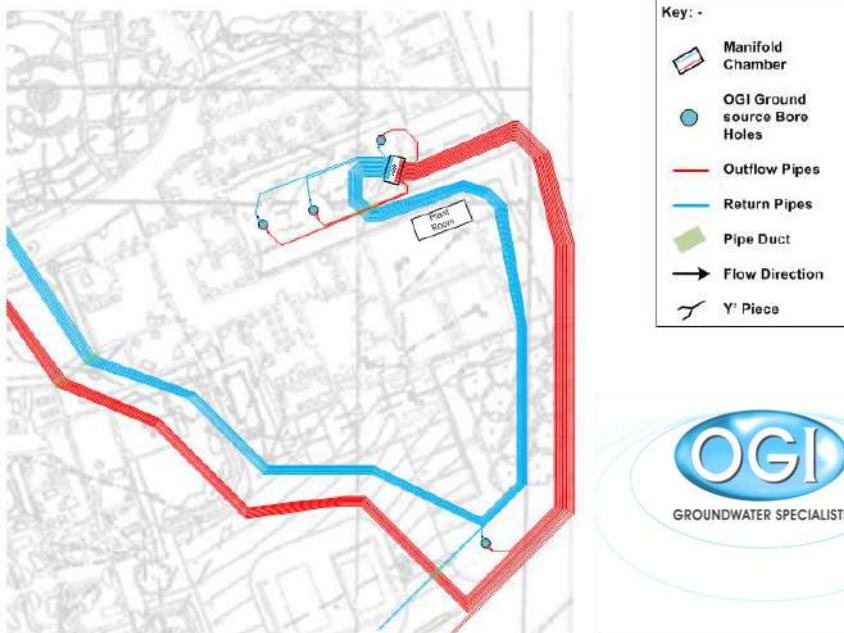 Key: -
Manifold
Chamber
OGI Ground
source Bore
Holes
Outflow Pipes
Return Pipes
Pipe Duct
Flow Direction
Y' Piece
Plant
Room
OGI
GROUNDWATER SPECIALISTS